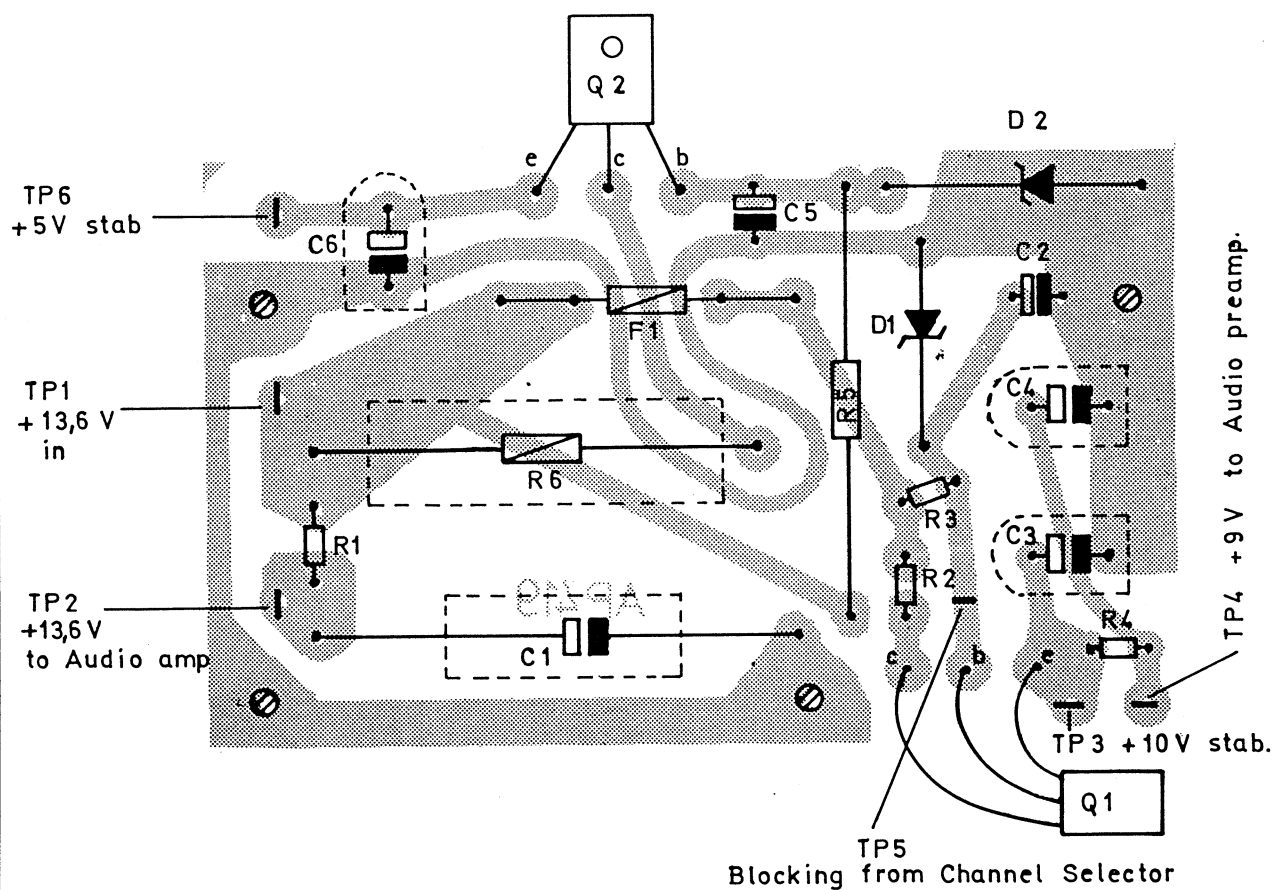 Q2
D2
e
c
b
TP6
+5V stab
C6
C5
C2
F1
D1
TP1
+13,6V
in
R5
C4
R6
R3
C3
R1
R2
AP219
TP2
+13,6V
to Audio amp
C1
R4
c
b
e
TP3 +10V stab.
TP4 +9V to Audio preamp.
Q1
TP5
Blocking from Channel Selector